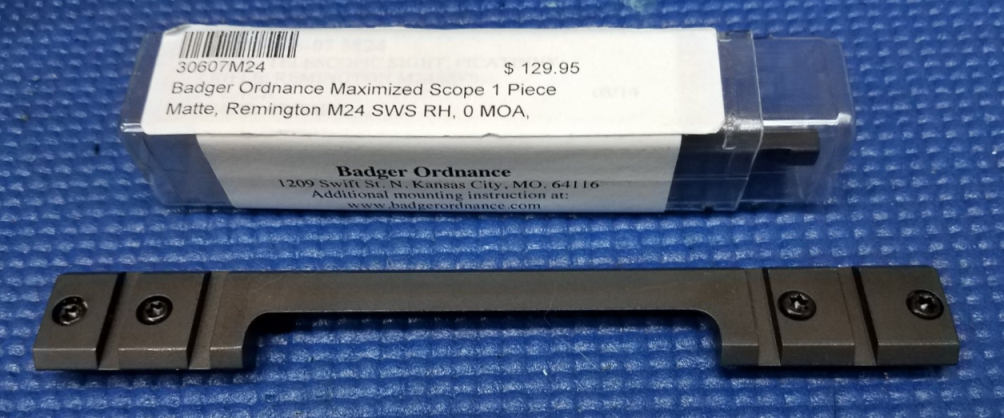 30607M24 $ 129.95
Badger Ordnance Maximized Scope 1 Piece
Matte, Remington M24 SWS RH, 0 MOA,
Badger Ordnance
1209 Swift St. N. Kansas City, MO. 64116
Additional mounting instruction at:
www.badgerordnance.com